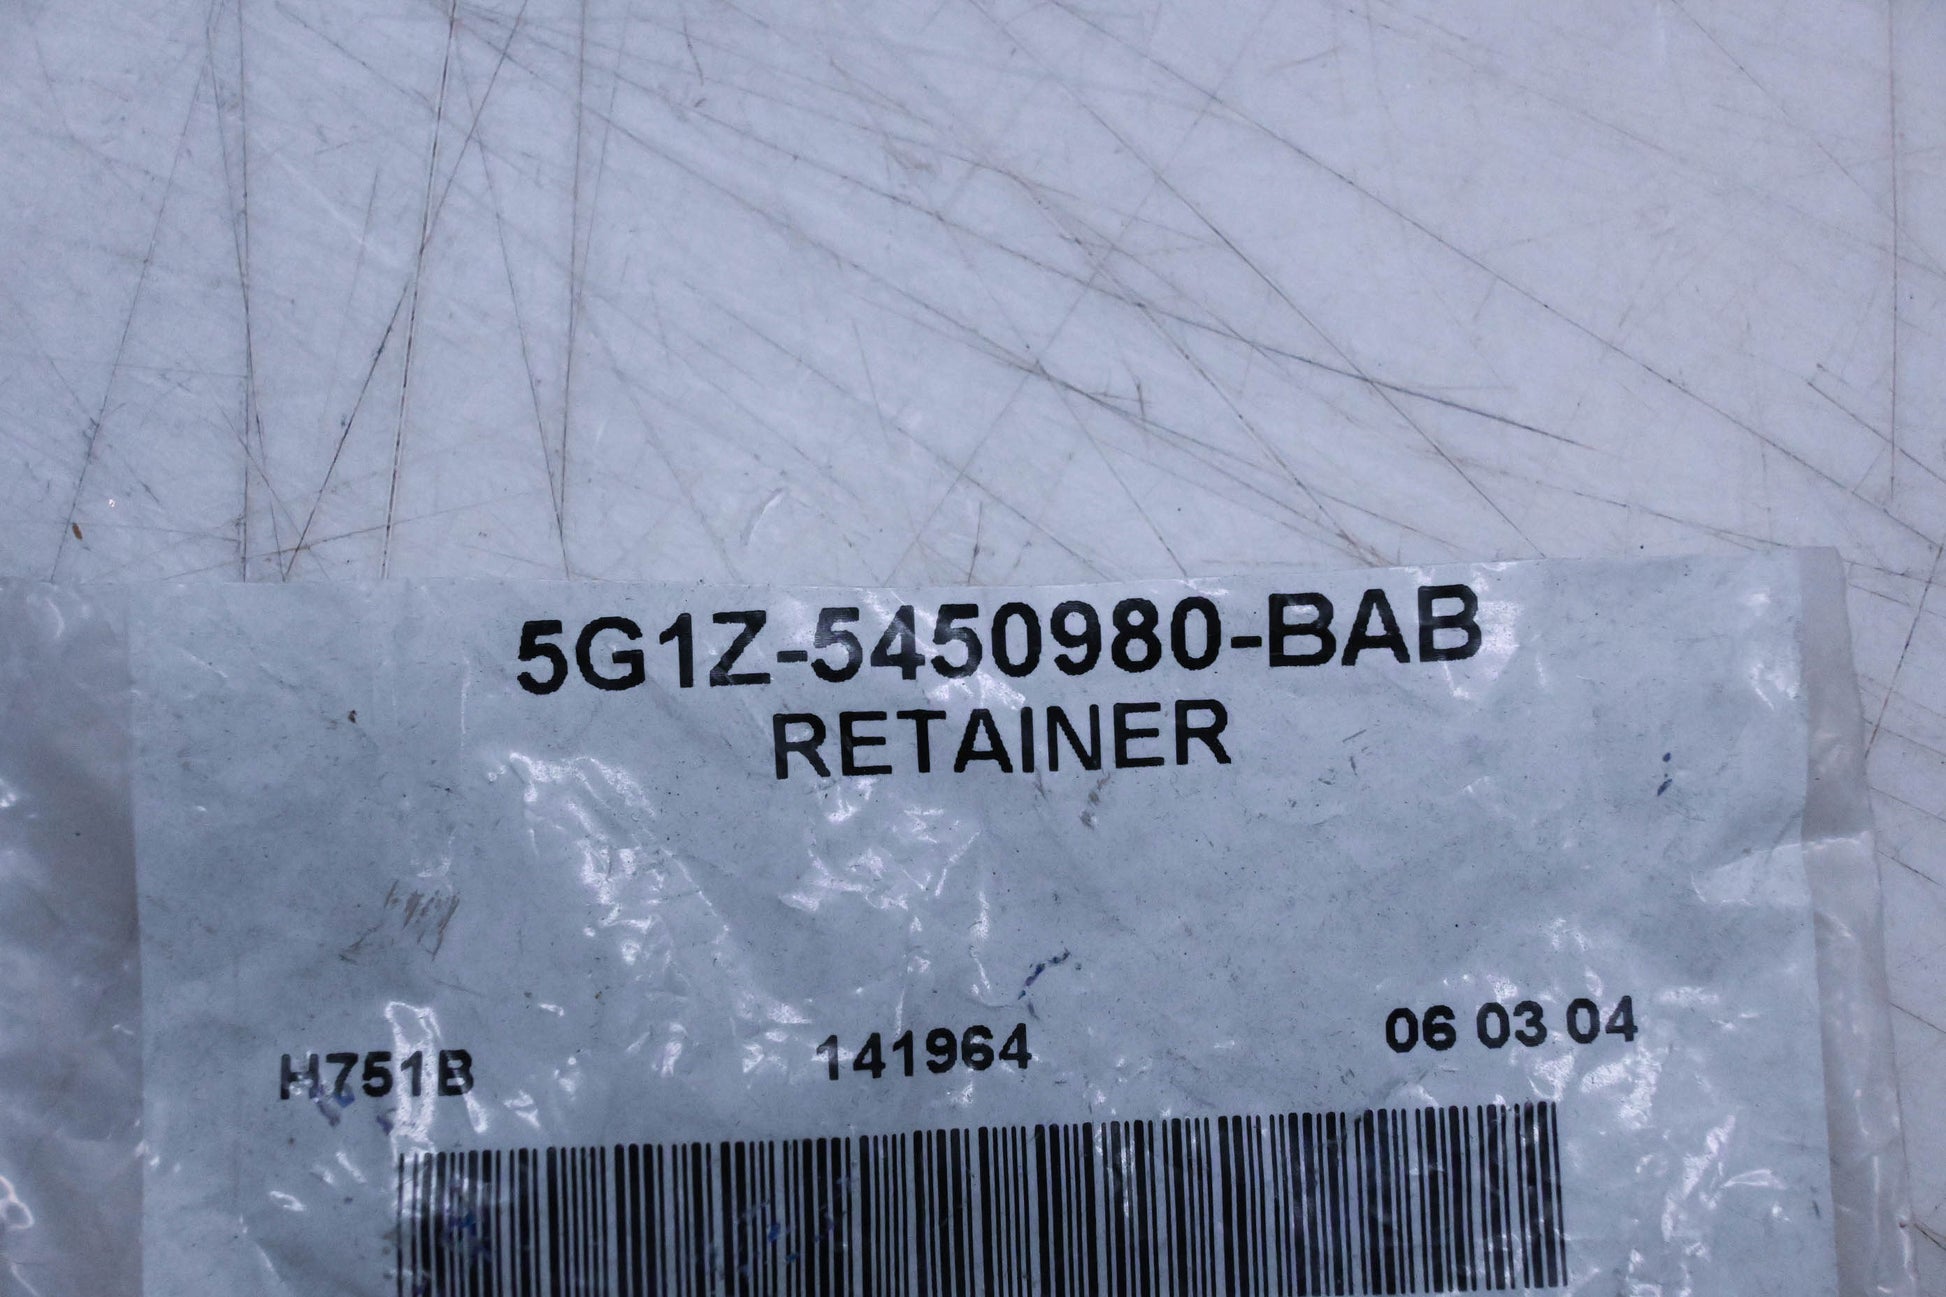 5G1Z-5450980-BAB
RETAINER
H751B 141964 06 03 04